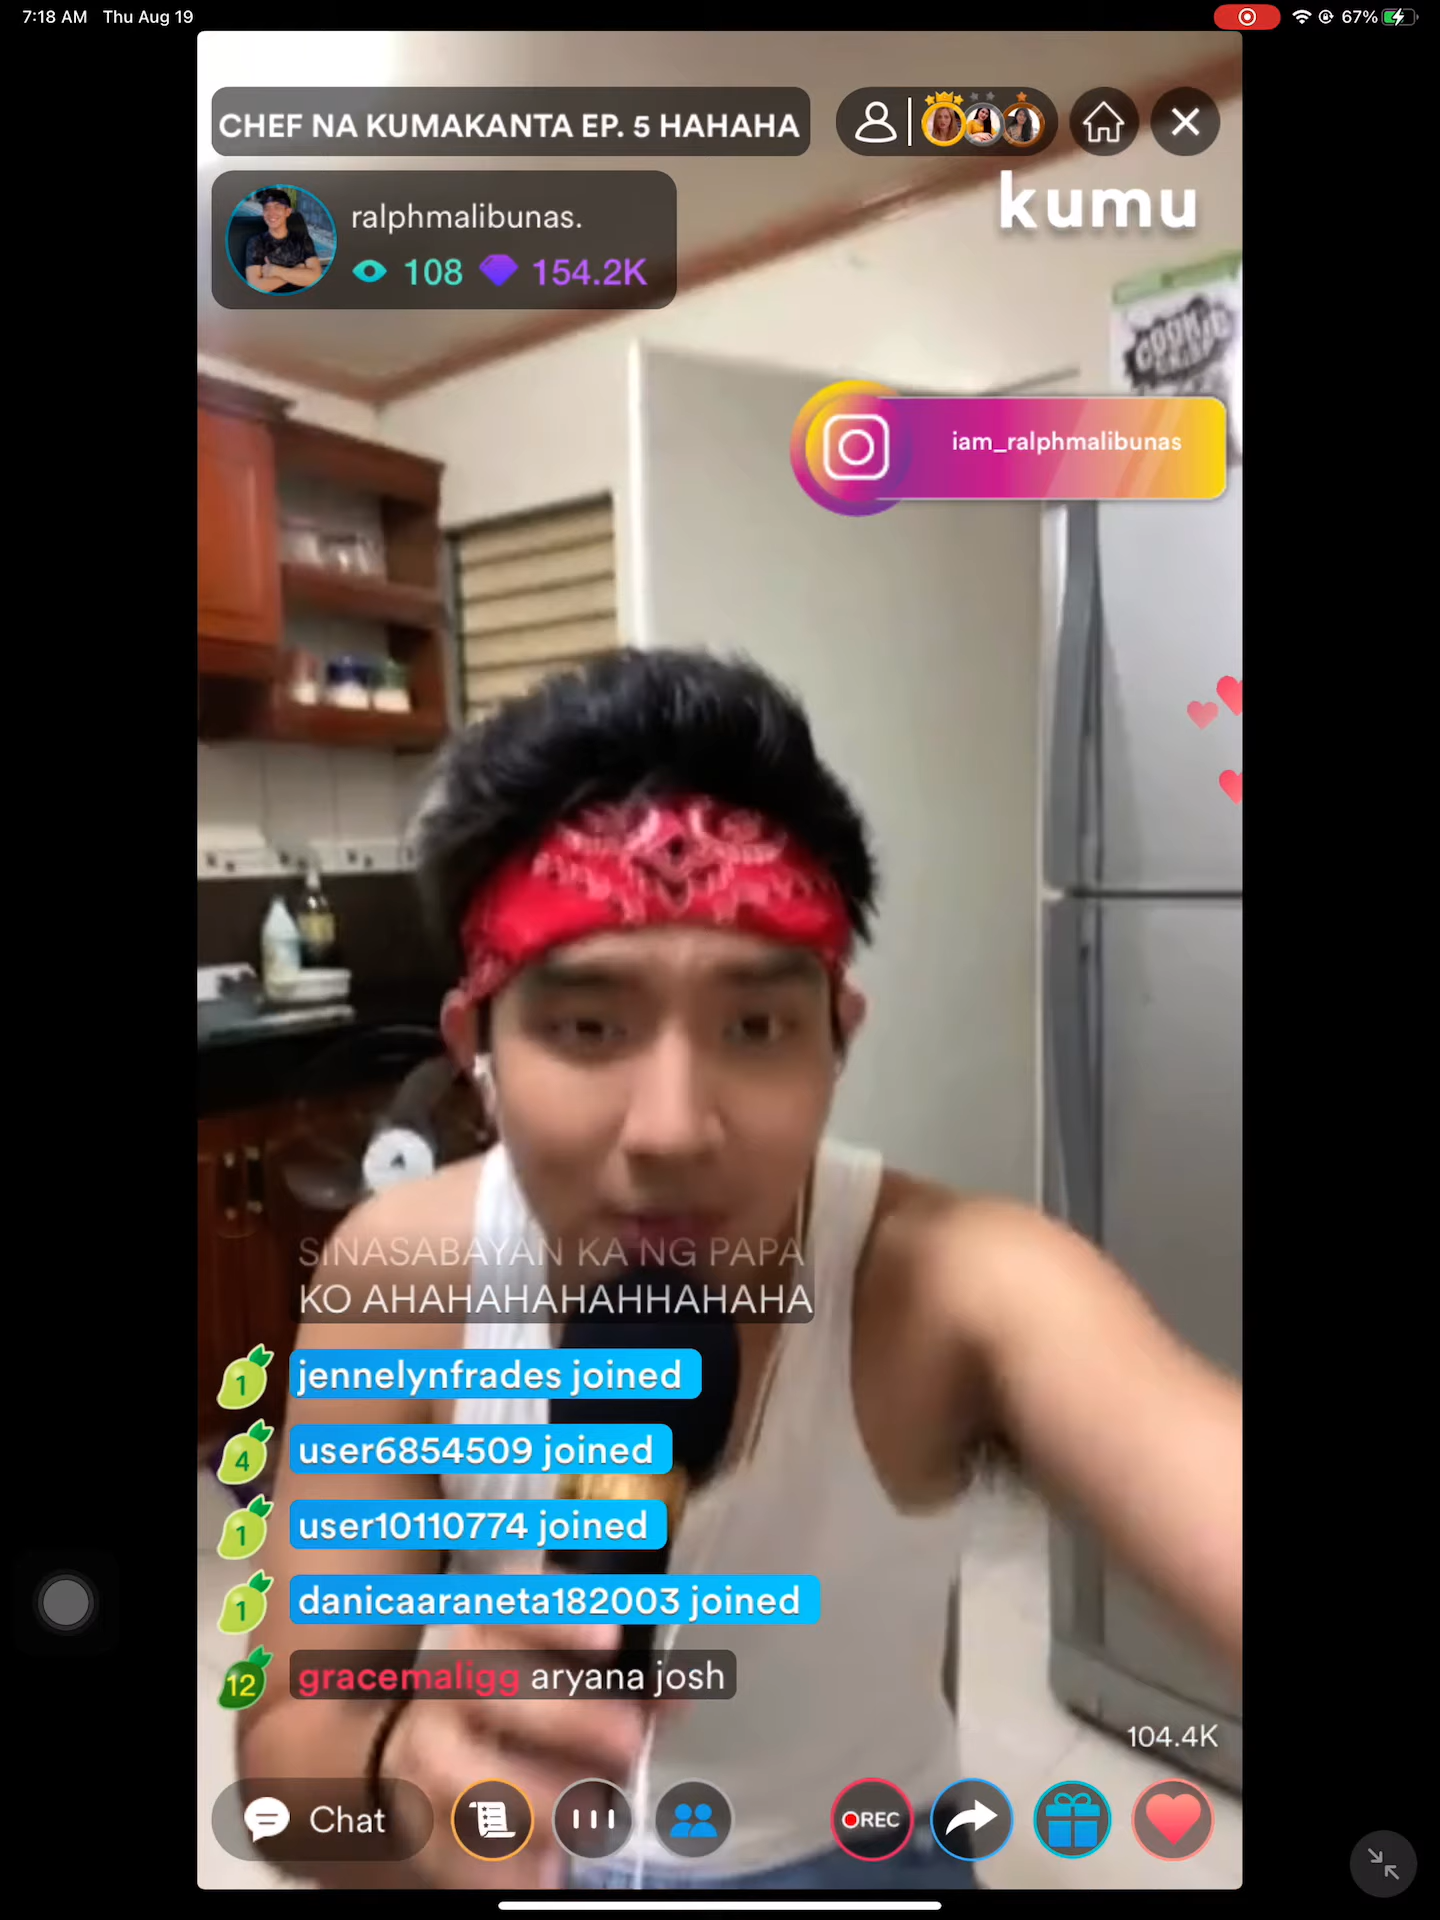 7:18 AM Thu Aug 19
67%
CHEF NA KUMAKANTA EP. 5 HAHAHA
ralphmalibunas.
108 154.2K
kumu
COOKIE
iam_ralphmalibunas
SINASABAYAN KA NG PAPA
KO AHAHAHAHAHHAHAHA
1 jennelynfrades joined
4 user6854509 joined
1 user10110774 joined
1 danicaaraneta182003 joined
12 gracemaligg aryana josh
104.4K
Chat
REC